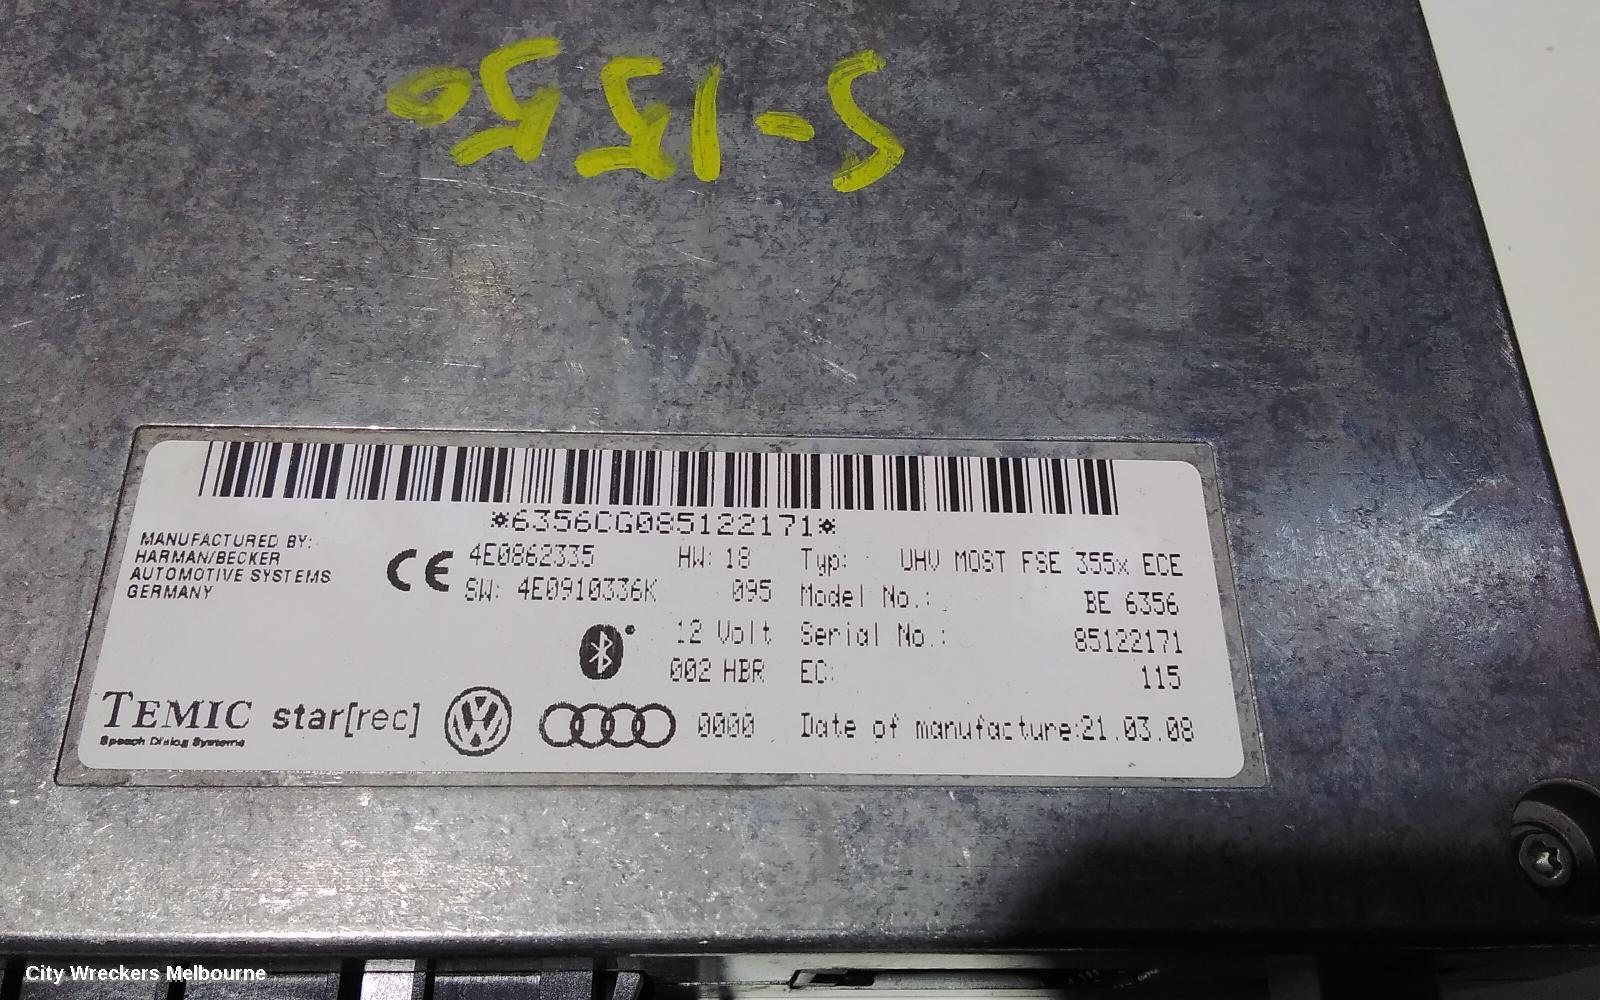 S-1550
*6356CG085122171*
MANUFACTURED BY:
HARMAN/BECKER
AUTOMOTIVE SYSTEMS
GERMANY
CE
4E0862335 HW: 18
SW: 4E0910336K 095
12 Volt
002 HBR
Typ: UHV MOST FSE 355x ECE
Model No.: BE 6356
Serial No.: 85122171
EC: 115
TEMIC
Speech Dialog Systems
star[rec]
0000
Date of manufacture:21.03.08
City Wreckers Melbourne